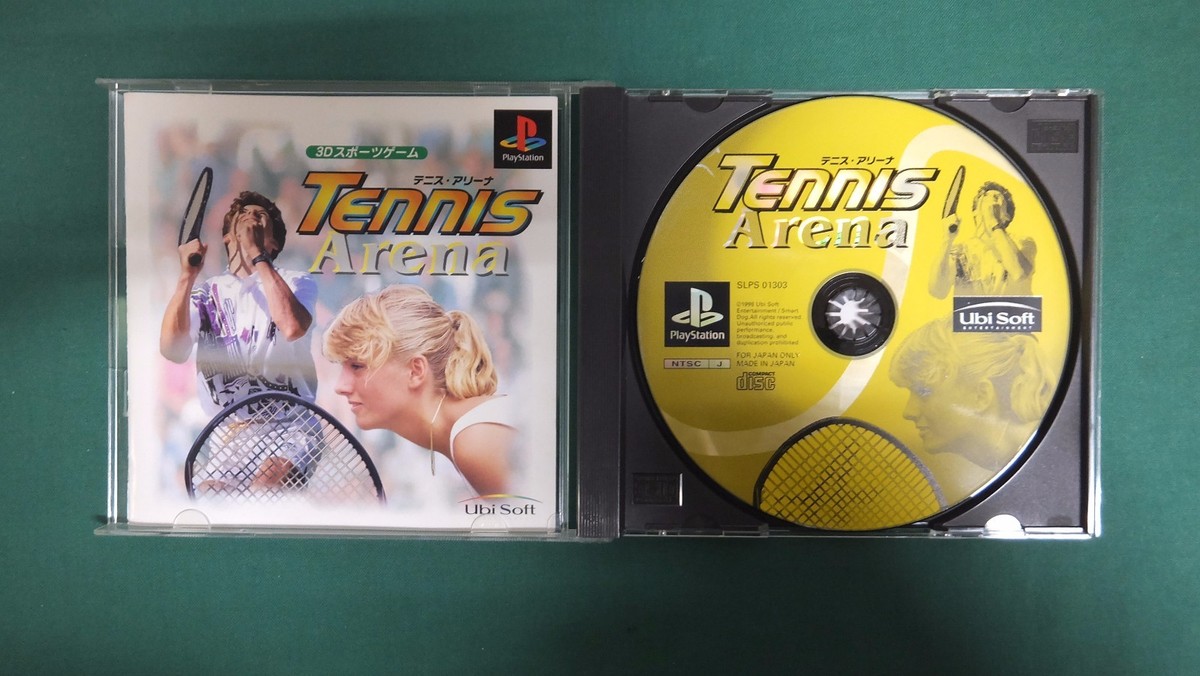 3Dスポーツゲーム
PlayStation
テニス・アリーナ
TENNIS
Arena
Ubi Soft
テニス・アリーナ
TENNIS
Arena
SLPS 01303
PlayStation
©1998 Ubi Soft
Entertainment / Smart
Dog.All rights reserved.
Unauthorized public
performance,
broadcasting, and
duplication prohibited.
NTSC J
FOR JAPAN ONLY
MADE IN JAPAN
COMPACT
disc
Ubi Soft
ENTERTAINMENT